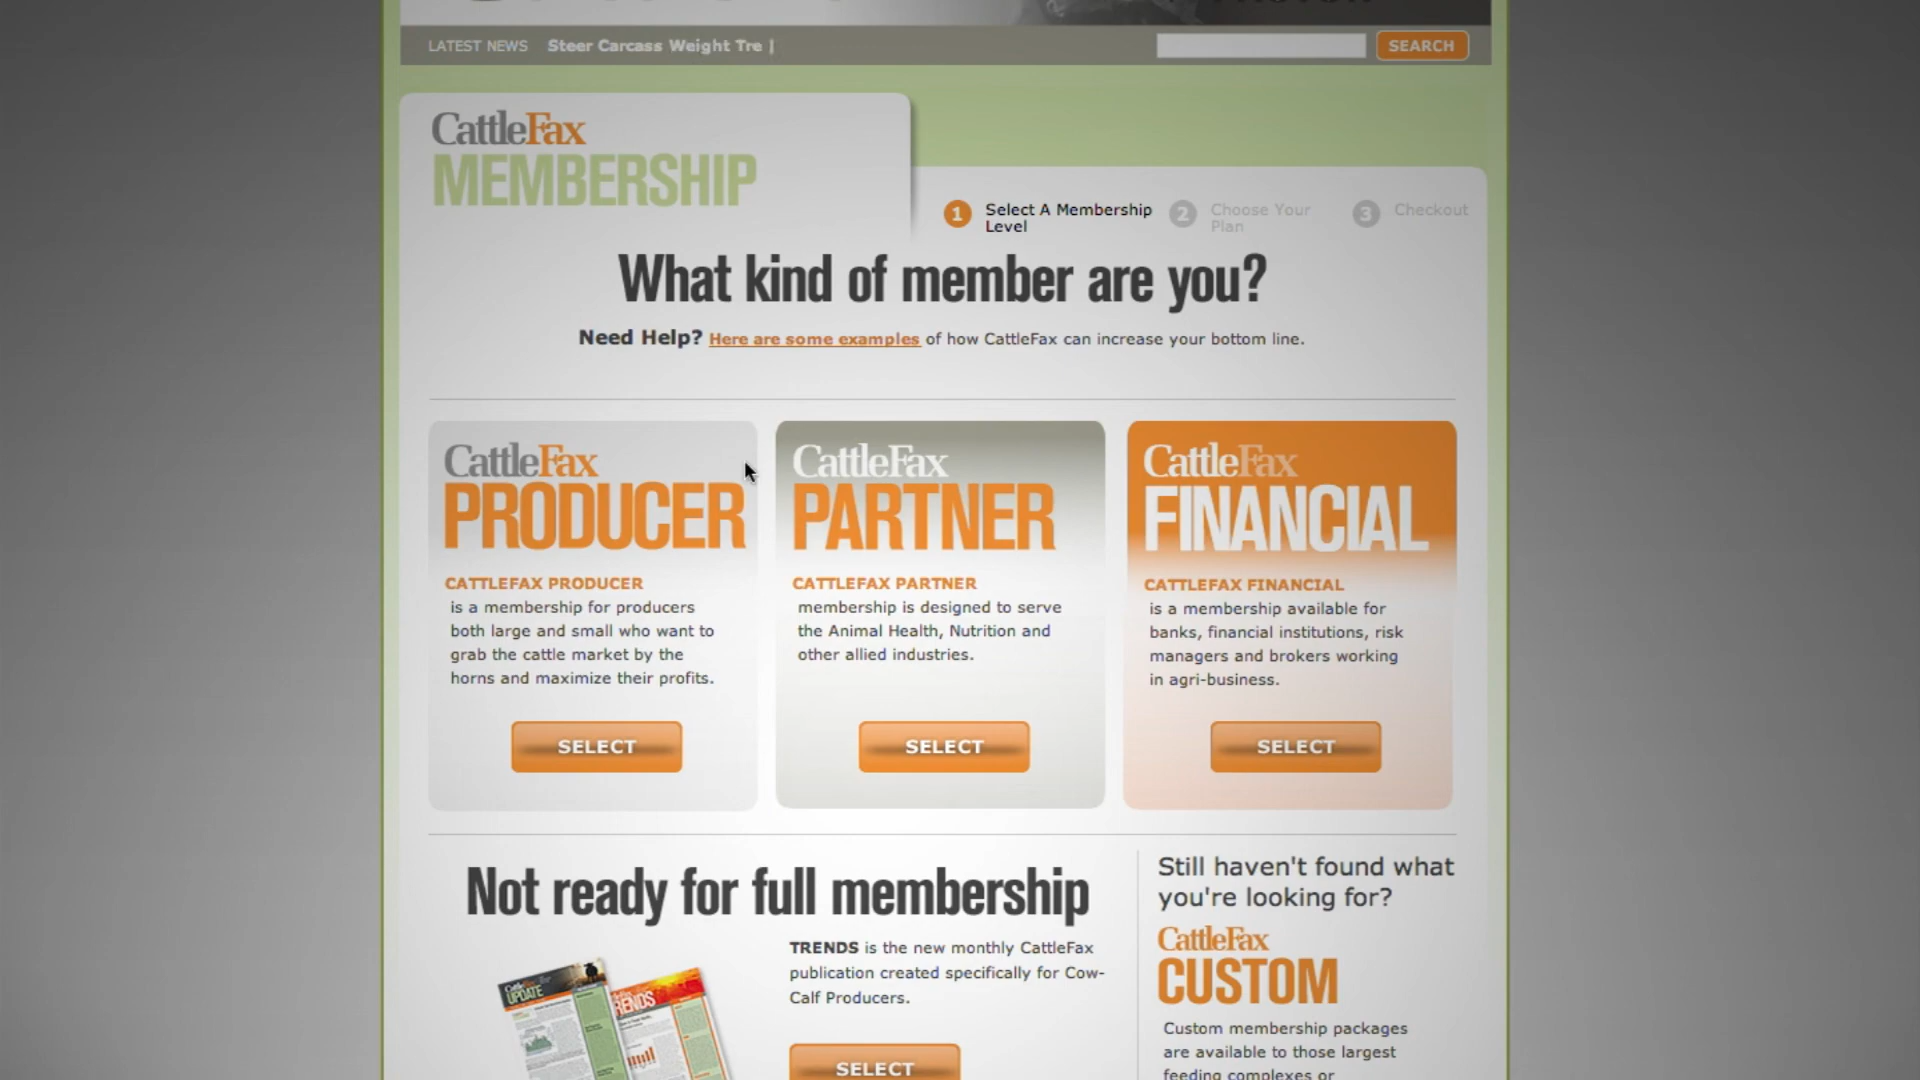 LATEST NEWS Steer Carcass Weight Tre |
SEARCH
CattleFax
MEMBERSHIP
1 Select A Membership Level
2 Choose Your Plan
3 Checkout
What kind of member are you?
Need Help? Here are some examples of how CattleFax can increase your bottom line.
CattleFax
PRODUCER
CATTLEFAX PRODUCER
is a membership for producers
both large and small who want to
grab the cattle market by the
horns and maximize their profits.
SELECT
CattleFax
PARTNER
CATTLEFAX PARTNER
membership is designed to serve
the Animal Health, Nutrition and
other allied industries.
SELECT
CattleFax
FINANCIAL
CATTLEFAX FINANCIAL
is a membership available for
banks, financial institutions, risk
managers and brokers working
in agri-business.
SELECT
Not ready for full membership
CattleFax
UPDATE
TRENDS
TRENDS is the new monthly CattleFax
publication created specifically for Cow-
Calf Producers.
SELECT
Still haven't found what
you're looking for?
CattleFax
CUSTOM
Custom membership packages
are available to those largest
feeding complexes or